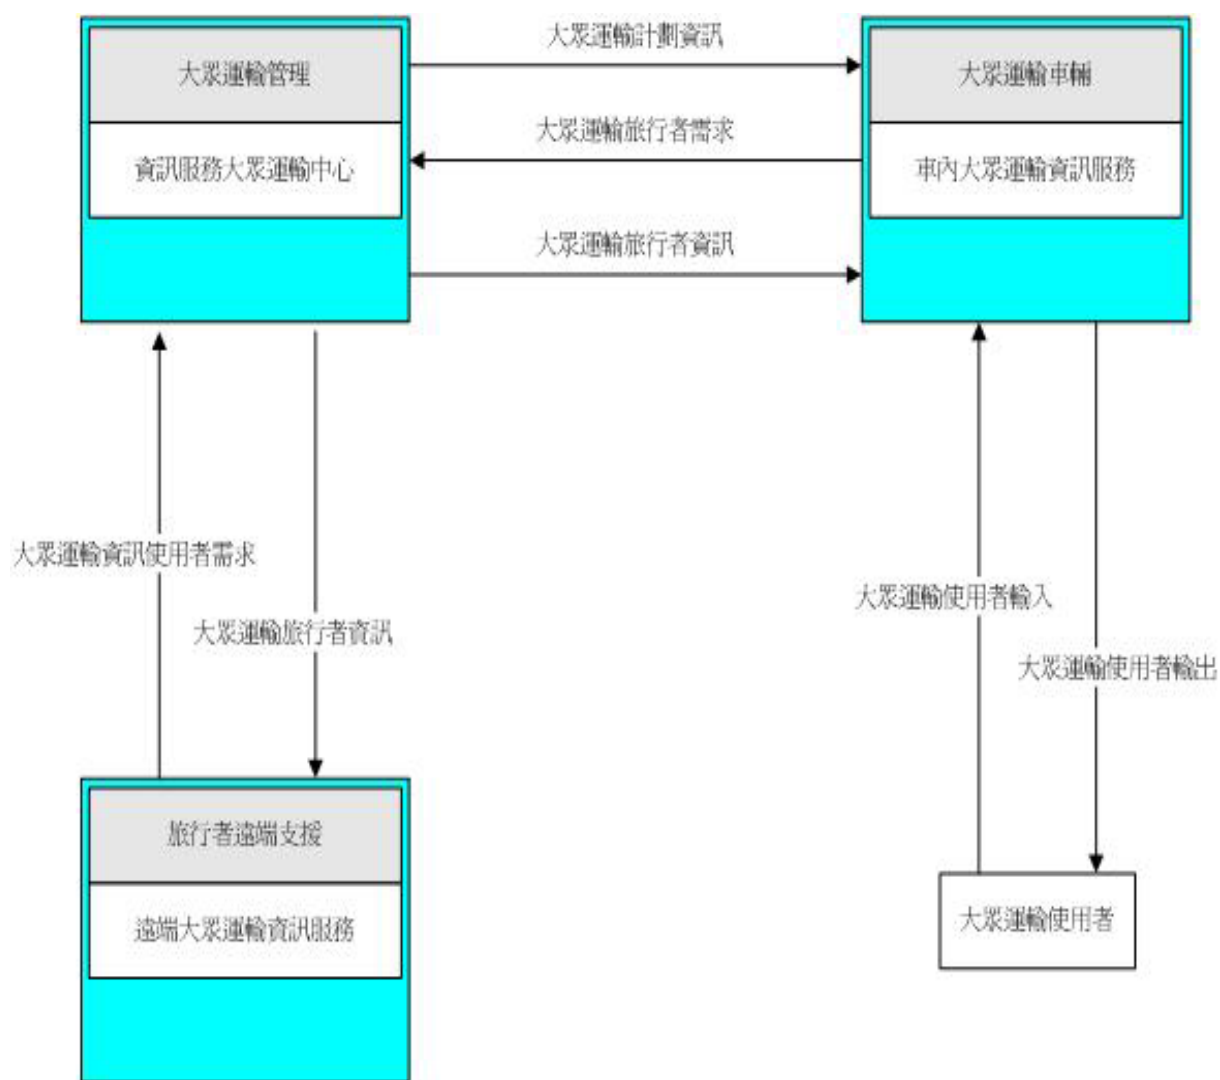 大眾運輸計劃資訊
大眾運輸管理
大眾運輸車輛
大眾運輸旅行者需求
資訊服務大眾運輸中心
車內大眾運輸資訊服務
大眾運輸旅行者資訊
大眾運輸資訊使用者需求
大眾運輸使用者輸入
大眾運輸旅行者資訊
大眾運輸使用者輸出
旅行者遠端支援
遠端大眾運輸資訊服務
大眾運輸使用者